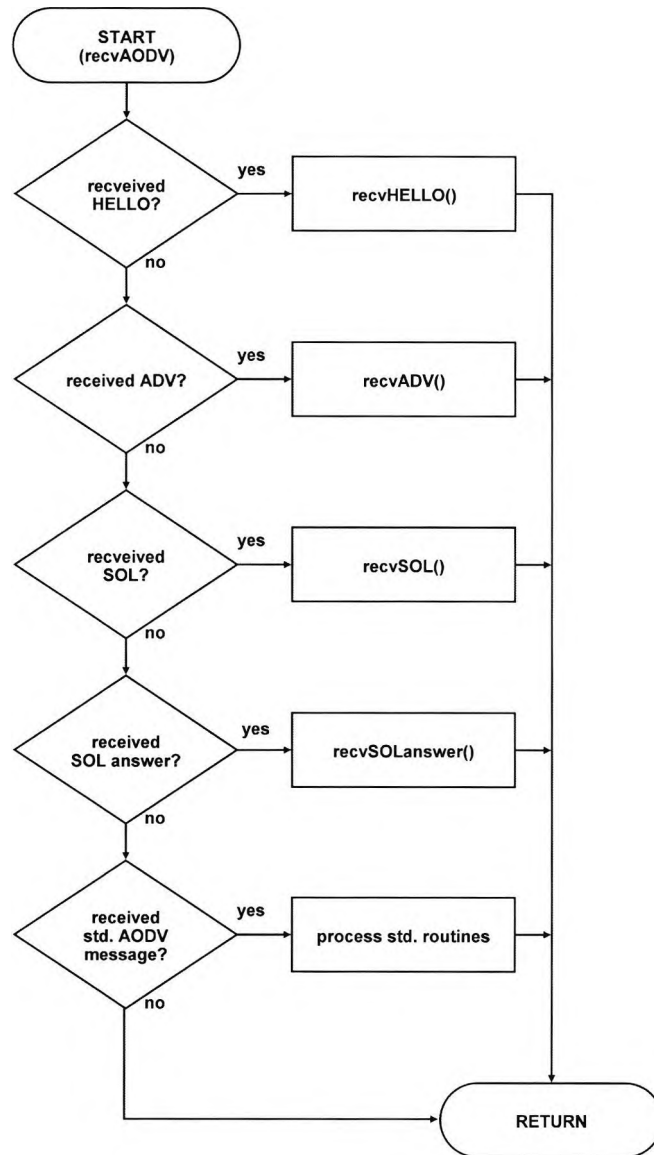 START
(recvAODV)
recveived
HELLO?
yes
recvHELLO()
no
received ADV?
yes
recvADV()
no
recveived
SOL?
yes
recvSOL()
no
received
SOL answer?
yes
recvSOLanswer()
no
received
std. AODV
message?
yes
process std. routines
no
RETURN